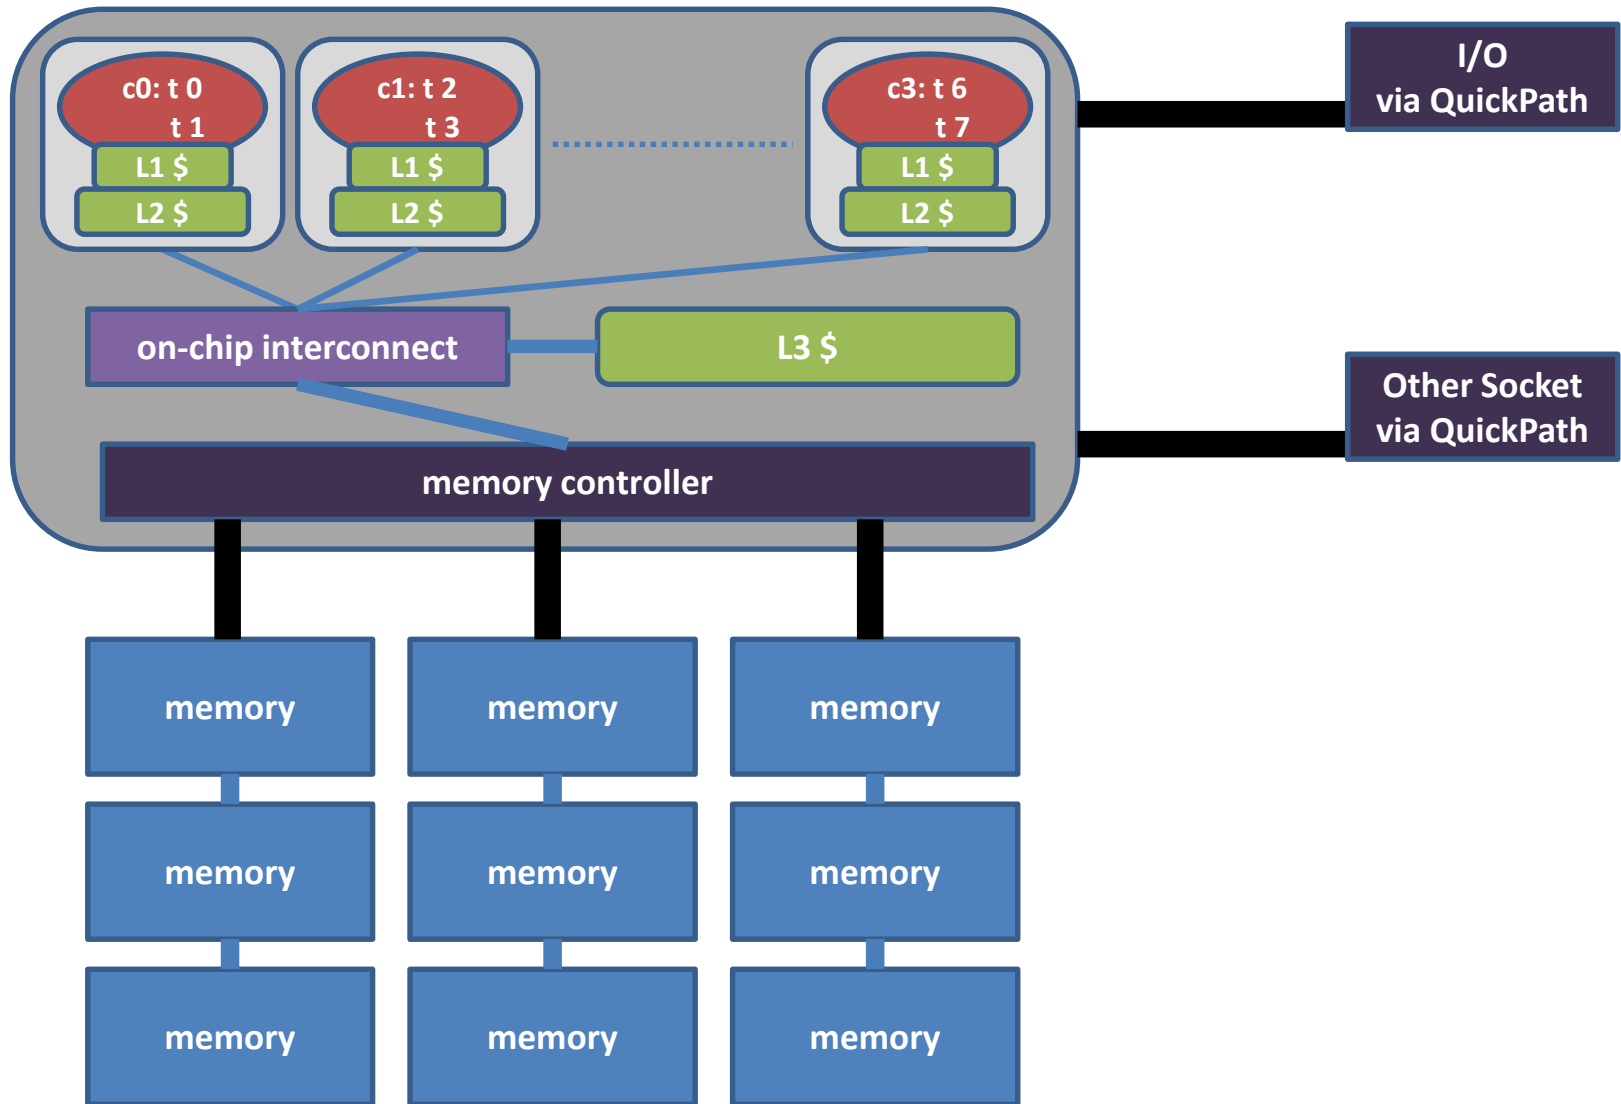 c0: t 0
t 1
L1 $
L2 $
c1: t 2
t 3
L1 $
L2 $
c3: t 6
t 7
L1 $
L2 $
I/O
via QuickPath
on-chip interconnect
L3 $
Other Socket
via QuickPath
memory controller
memory
memory
memory
memory
memory
memory
memory
memory
memory